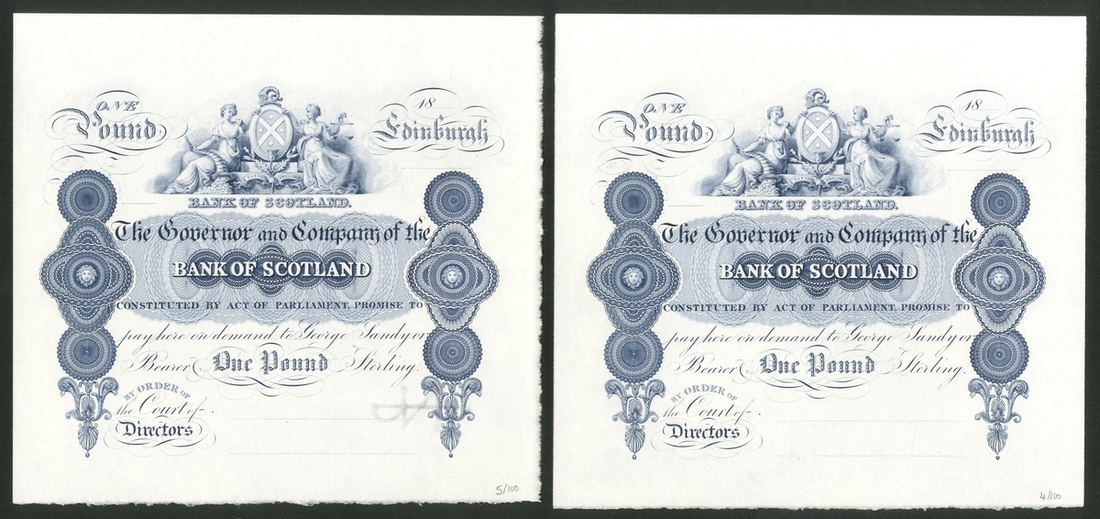 ONE
Pound
18
Edinburgh
BANK OF SCOTLAND.
The Governor and Company of the
BANK OF SCOTLAND
CONSTITUTED BY ACT OF PARLIAMENT, PROMISE TO
pay here on demand to George Sandy or
Bearer One Pound Sterling.
BY ORDER OF
the Court of
Directors
5/100
ONE
Pound
18
Edinburgh
BANK OF SCOTLAND.
The Governor and Company of the
BANK OF SCOTLAND
CONSTITUTED BY ACT OF PARLIAMENT, PROMISE TO
pay here on demand to George Sandy or
Bearer One Pound Sterling.
BY ORDER OF
the Court of
Directors
4/100